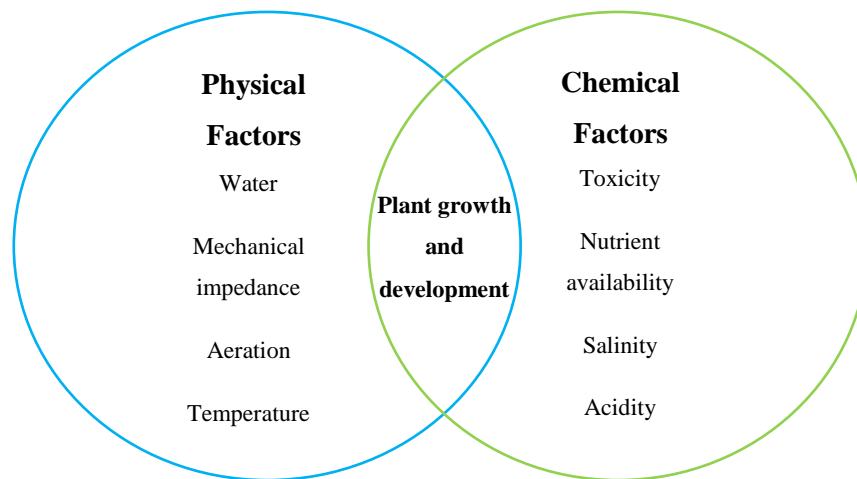 Physical
Factors
Water
Mechanical
impedance
Aeration
Temperature
Plant growth
and
development
Chemical
Factors
Toxicity
Nutrient
availability
Salinity
Acidity